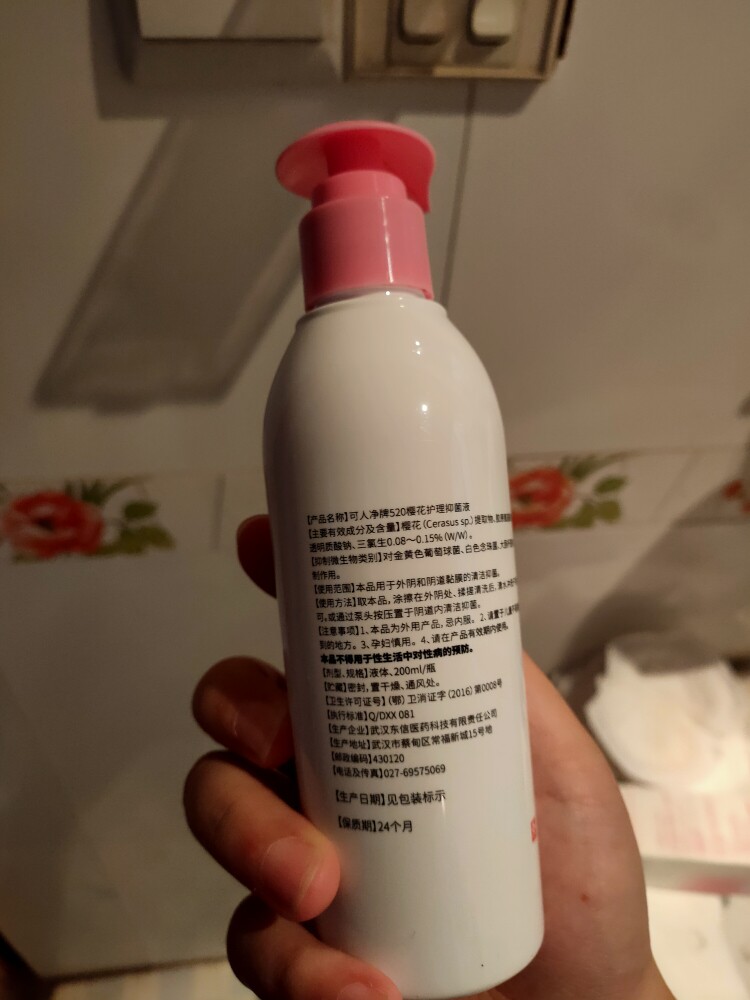 【产品名称】可人净牌520樱花护理抑菌液
【主要有效成分及含量】樱花(Cerasus sp.)提取物、
透明质酸钠、三氯生0.08～0.15%(W/W)。
【抑制微生物类别】对金黄色葡萄球菌、白色念珠菌、大肠杆菌
制作用。
【使用范围】本品用于外阴和阴道黏膜的清洁抑菌。
【使用方法】取本品,涂擦在外阴处、揉搓清洗后,清水冲
可,或通过泵头按压置于阴道内清洁抑菌。
【注意事项】1、本品为外用产品,忌内服。2、请置于儿童
到的地方。3、孕妇慎用。4、请在产品有效期内使用。
本品不得用于性生活中对性病的预防。
【剂型、规格】液体、200ml/瓶
【贮藏】密封,置干燥、通风处。
【卫生许可证号】(鄂)卫消证字(2016)第0008号
【执行标准】Q/DXX 081
【生产企业】武汉东信医药科技有限责任公司
【生产地址】武汉市蔡甸区常福新城15号地
【邮政编码】430120
【电话及传真】027-69575069
【生产日期】见包装标示
【保质期】24个月